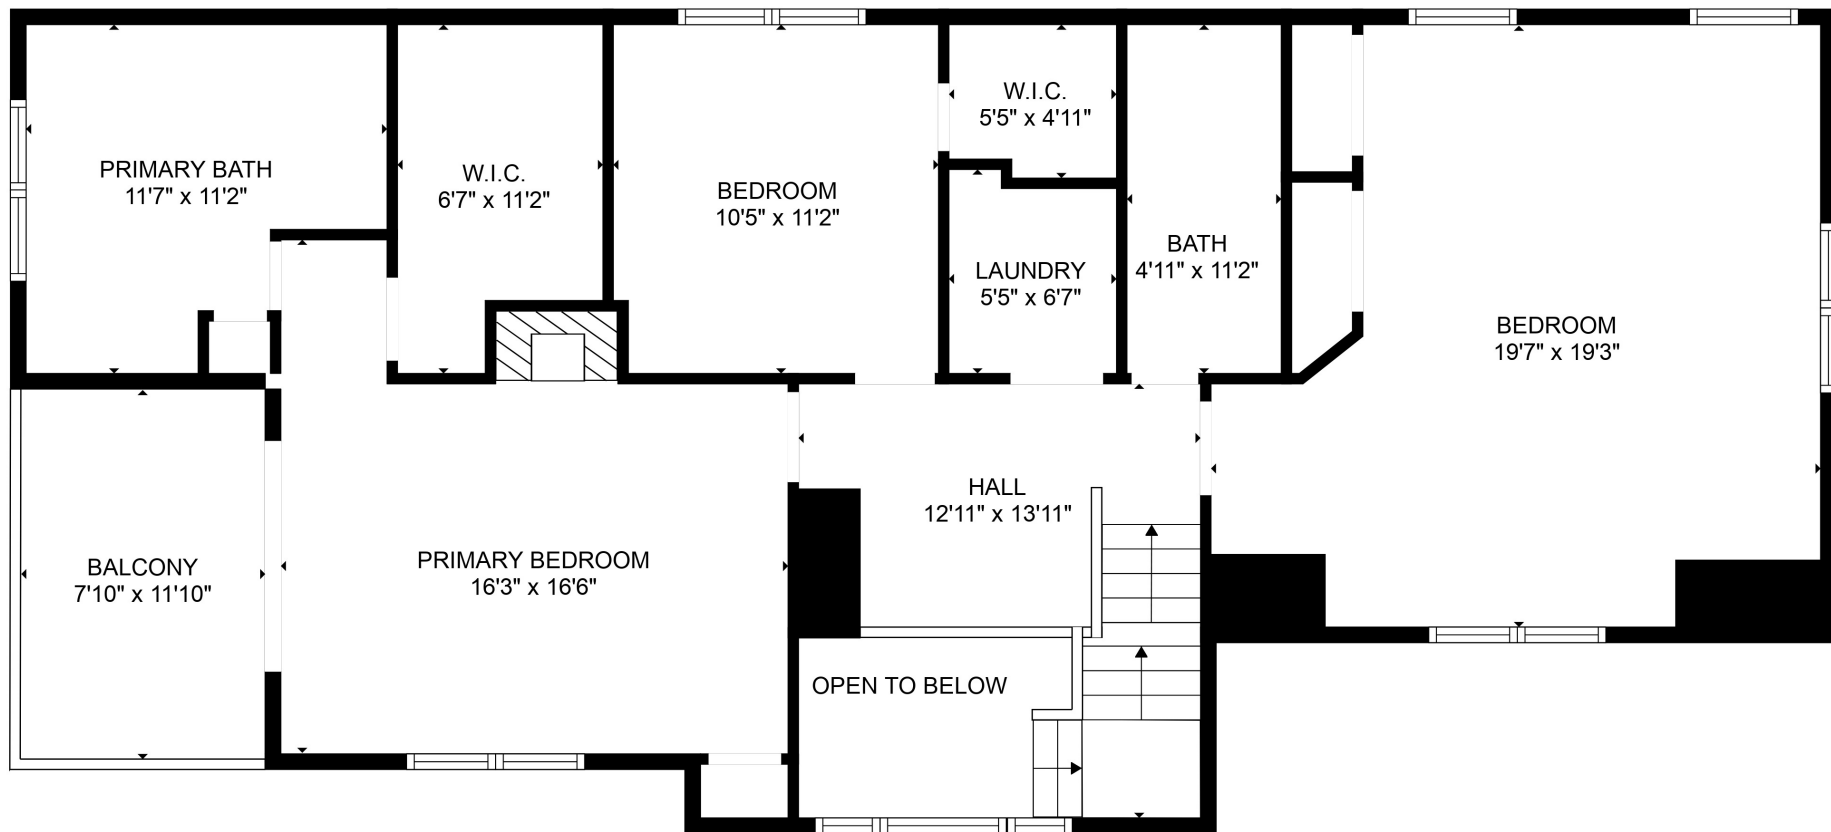 PRIMARY BATH
11'7" x 11'2"
W.I.C.
6'7" x 11'2"
BEDROOM
10'5" x 11'2"
W.I.C.
5'5" x 4'11"
LAUNDRY
5'5" x 6'7"
BATH
4'11" x 11'2"
BEDROOM
19'7" x 19'3"
BALCONY
7'10" x 11'10"
PRIMARY BEDROOM
16'3" x 16'6"
HALL
12'11" x 13'11"
OPEN TO BELOW